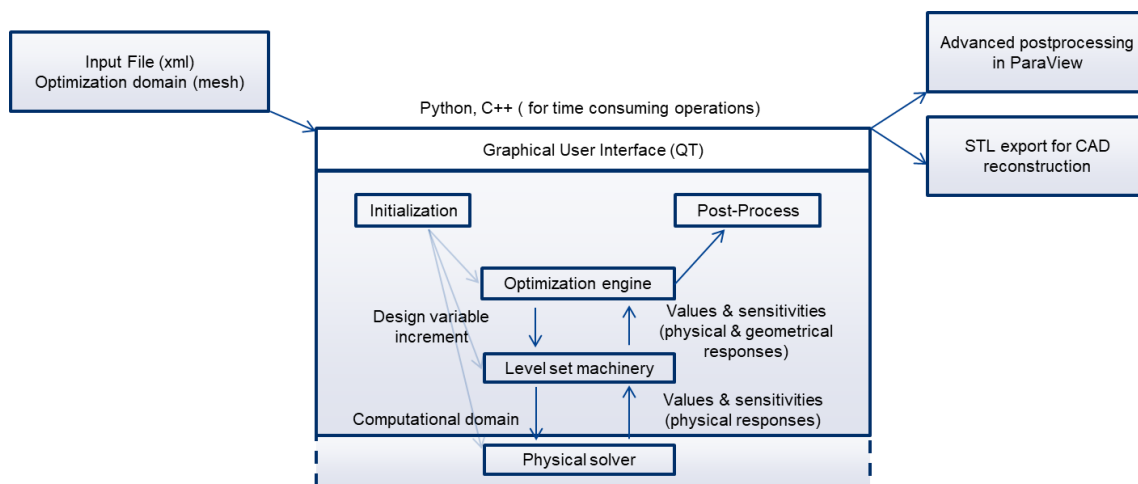 Input File (xml)
Optimization domain (mesh)
Advanced postprocessing
in ParaView
Python, C++ ( for time consuming operations)
STL export for CAD
reconstruction
Graphical User Interface (QT)
Initialization
Post-Process
Optimization engine
Design variable
increment
Values & sensitivities
(physical & geometrical
responses)
Level set machinery
Computational domain
Values & sensitivities
(physical responses)
Physical solver